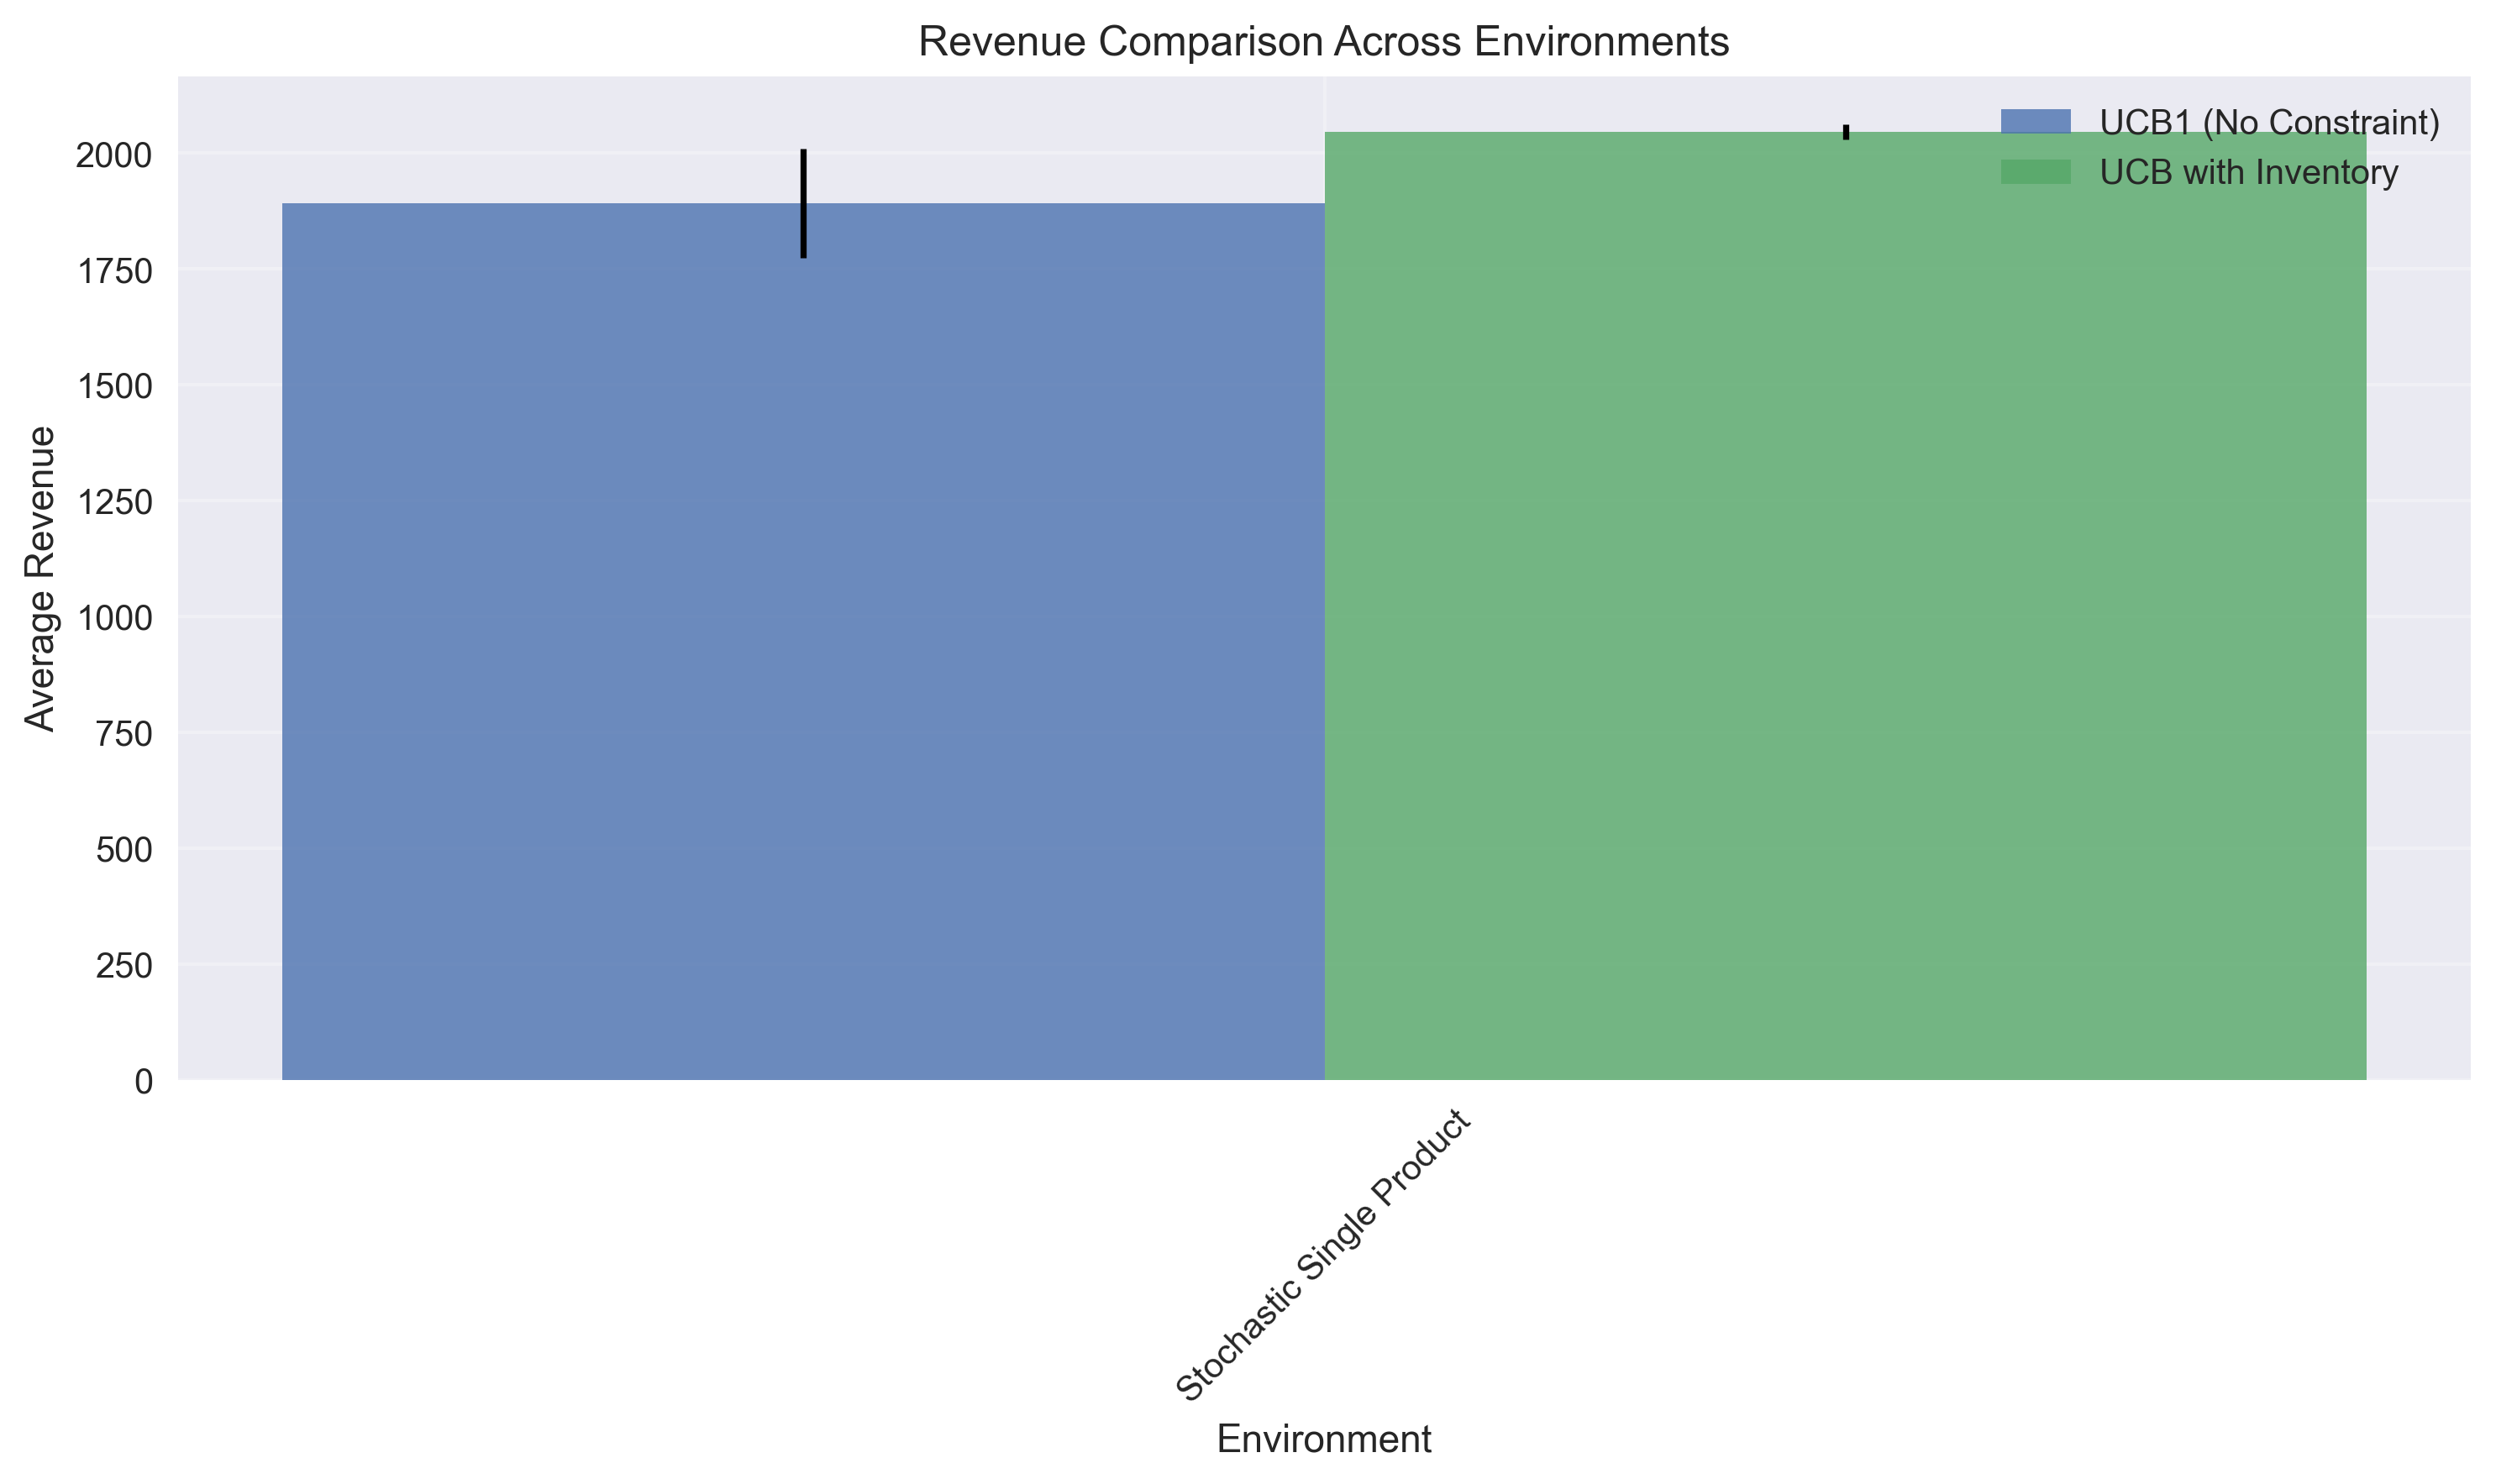 Revenue Comparison Across Environments
UCB1 (No Constraint)
UCB with Inventory
Average Revenue
2000
1750
1500
1250
1000
750
500
250
0
Stochastic Single Product
Environment